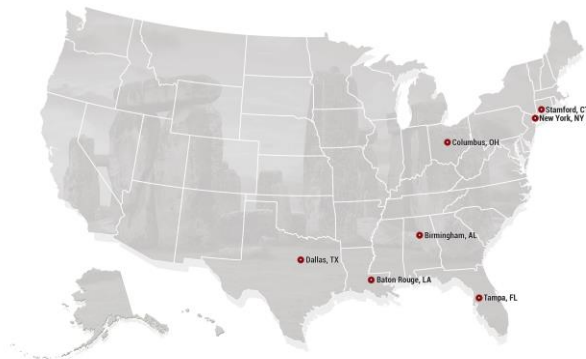 Stamford, CT
New York, NY
Columbus, OH
Birmingham, AL
Dallas, TX
Baton Rouge, LA
Tampa, FL